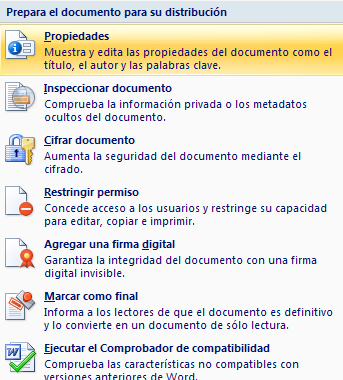 Prepara el documento para su distribución
Propiedades
Muestra y edita las propiedades del documento como el
título, el autor y las palabras clave.
Inspeccionar documento
Comprueba la información privada o los metadatos
ocultos del documento.
Cifrar documento
Aumenta la seguridad del documento mediante el
cifrado.
Restringir permiso
Concede acceso a los usuarios y restringe su capacidad
para editar, copiar e imprimir.
Agregar una firma digital
Garantiza la integridad del documento con una firma
digital invisible.
Marcar como final
Informa a los lectores de que el documento es definitivo
y lo convierte en un documento de sólo lectura.
Ejecutar el Comprobador de compatibilidad
Comprueba las características no compatibles con
versiones anteriores de Word.